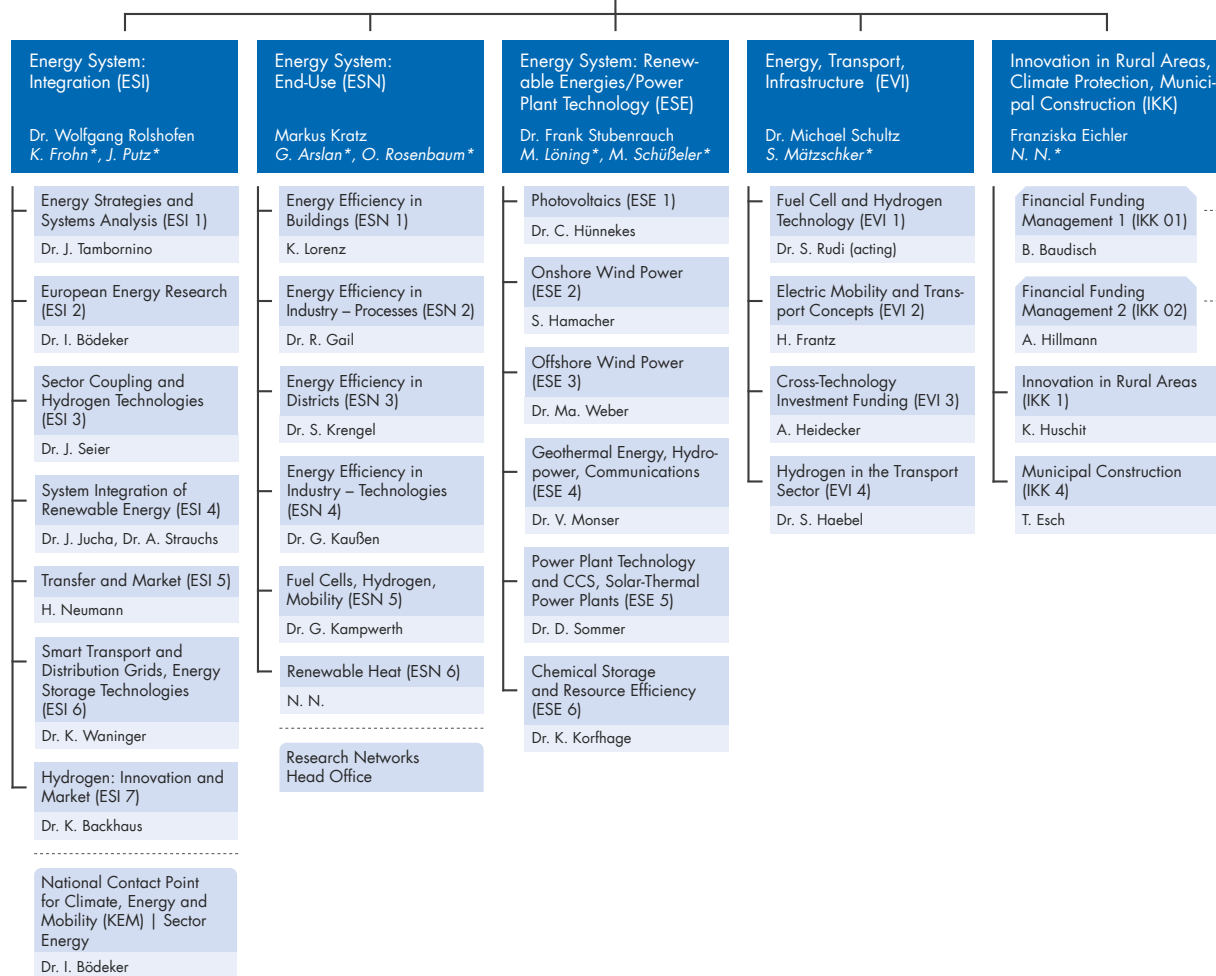 Energy System:
Integration (ESI)
Dr. Wolfgang Rolshofen
K. Frohn*, J. Putz*
Energy Strategies and
Systems Analysis (ESI 1)
Dr. J. Tambornino
European Energy Research
(ESI 2)
Dr. I. Bödeker
Sector Coupling and
Hydrogen Technologies
(ESI 3)
Dr. J. Seier
System Integration of
Renewable Energy (ESI 4)
Dr. J. Jucha, Dr. A. Strauchs
Transfer and Market (ESI 5)
H. Neumann
Smart Transport and
Distribution Grids, Energy
Storage Technologies
(ESI 6)
Dr. K. Waninger
Hydrogen: Innovation and
Market (ESI 7)
Dr. K. Backhaus
National Contact Point
for Climate, Energy and
Mobility (KEM) | Sector
Energy
Dr. I. Bödeker
Energy System:
End-Use (ESN)
Markus Kratz
G. Arslan*, O. Rosenbaum*
Energy Efficiency in
Buildings (ESN 1)
K. Lorenz
Energy Efficiency in
Industry – Processes (ESN 2)
Dr. R. Gail
Energy Efficiency in
Districts (ESN 3)
Dr. S. Krengel
Energy Efficiency in
Industry – Technologies
(ESN 4)
Dr. G. Kaußen
Fuel Cells, Hydrogen,
Mobility (ESN 5)
Dr. G. Kampwerth
Renewable Heat (ESN 6)
N. N.
Research Networks
Head Office
Energy System: Renew-
able Energies/Power
Plant Technology (ESE)
Dr. Frank Stubenrauch
M. Löning*, M. Schüßeler*
Photovoltaics (ESE 1)
Dr. C. Hünnekes
Onshore Wind Power
(ESE 2)
S. Hamacher
Offshore Wind Power
(ESE 3)
Dr. Ma. Weber
Geothermal Energy, Hydro-
power, Communications
(ESE 4)
Dr. V. Monser
Power Plant Technology
and CCS, Solar-Thermal
Power Plants (ESE 5)
Dr. D. Sommer
Chemical Storage
and Resource Efficiency
(ESE 6)
Dr. K. Korfhage
Energy, Transport,
Infrastructure (EVI)
Dr. Michael Schultz
S. Mätzschker*
Fuel Cell and Hydrogen
Technology (EVI 1)
Dr. S. Rudi (acting)
Electric Mobility and Trans-
port Concepts (EVI 2)
H. Frantz
Cross-Technology
Investment Funding (EVI 3)
A. Heidecker
Hydrogen in the Transport
Sector (EVI 4)
Dr. S. Haebel
Innovation in Rural Areas,
Climate Protection, Munici-
pal Construction (IKK)
Franziska Eichler
N. N.*
Financial Funding
Management 1 (IKK 01)
B. Baudisch
Financial Funding
Management 2 (IKK 02)
A. Hillmann
Innovation in Rural Areas
(IKK 1)
K. Huschit
Municipal Construction
(IKK 4)
T. Esch